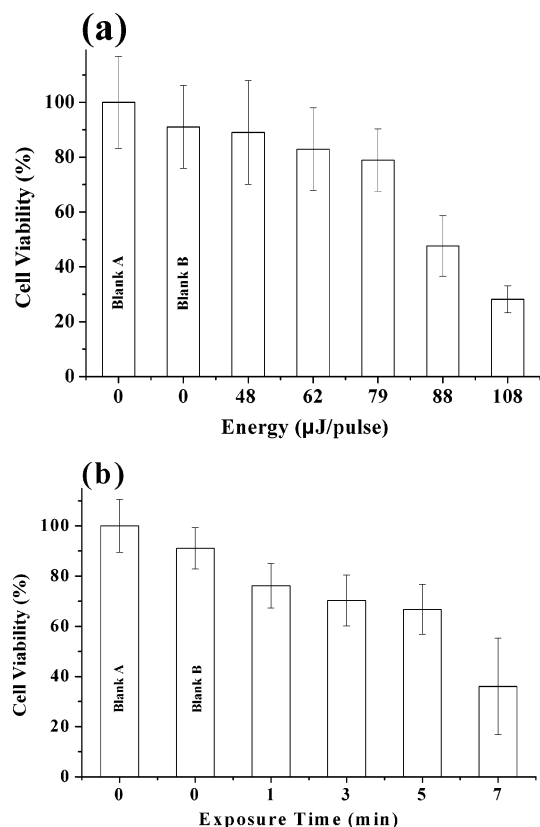 (a)
Cell Viability (%)
100
80
60
40
20
0
Blank A
Blank B
0 0 48 62 79 88 108
Energy (μJ/pulse)
(b)
Cell Viability (%)
100
80
60
40
20
0
Blank A
Blank B
0 0 1 3 5 7
Exposure Time (min)